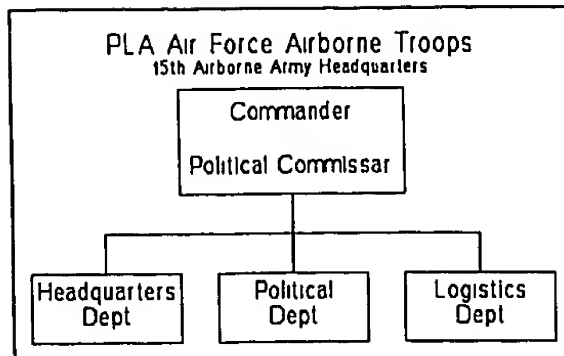 PLA Air Force Airborne Troops
15th Airborne Army Headquarters
Commander
Political Commissar
Headquarters
Dept
Political
Dept
Logistics
Dept